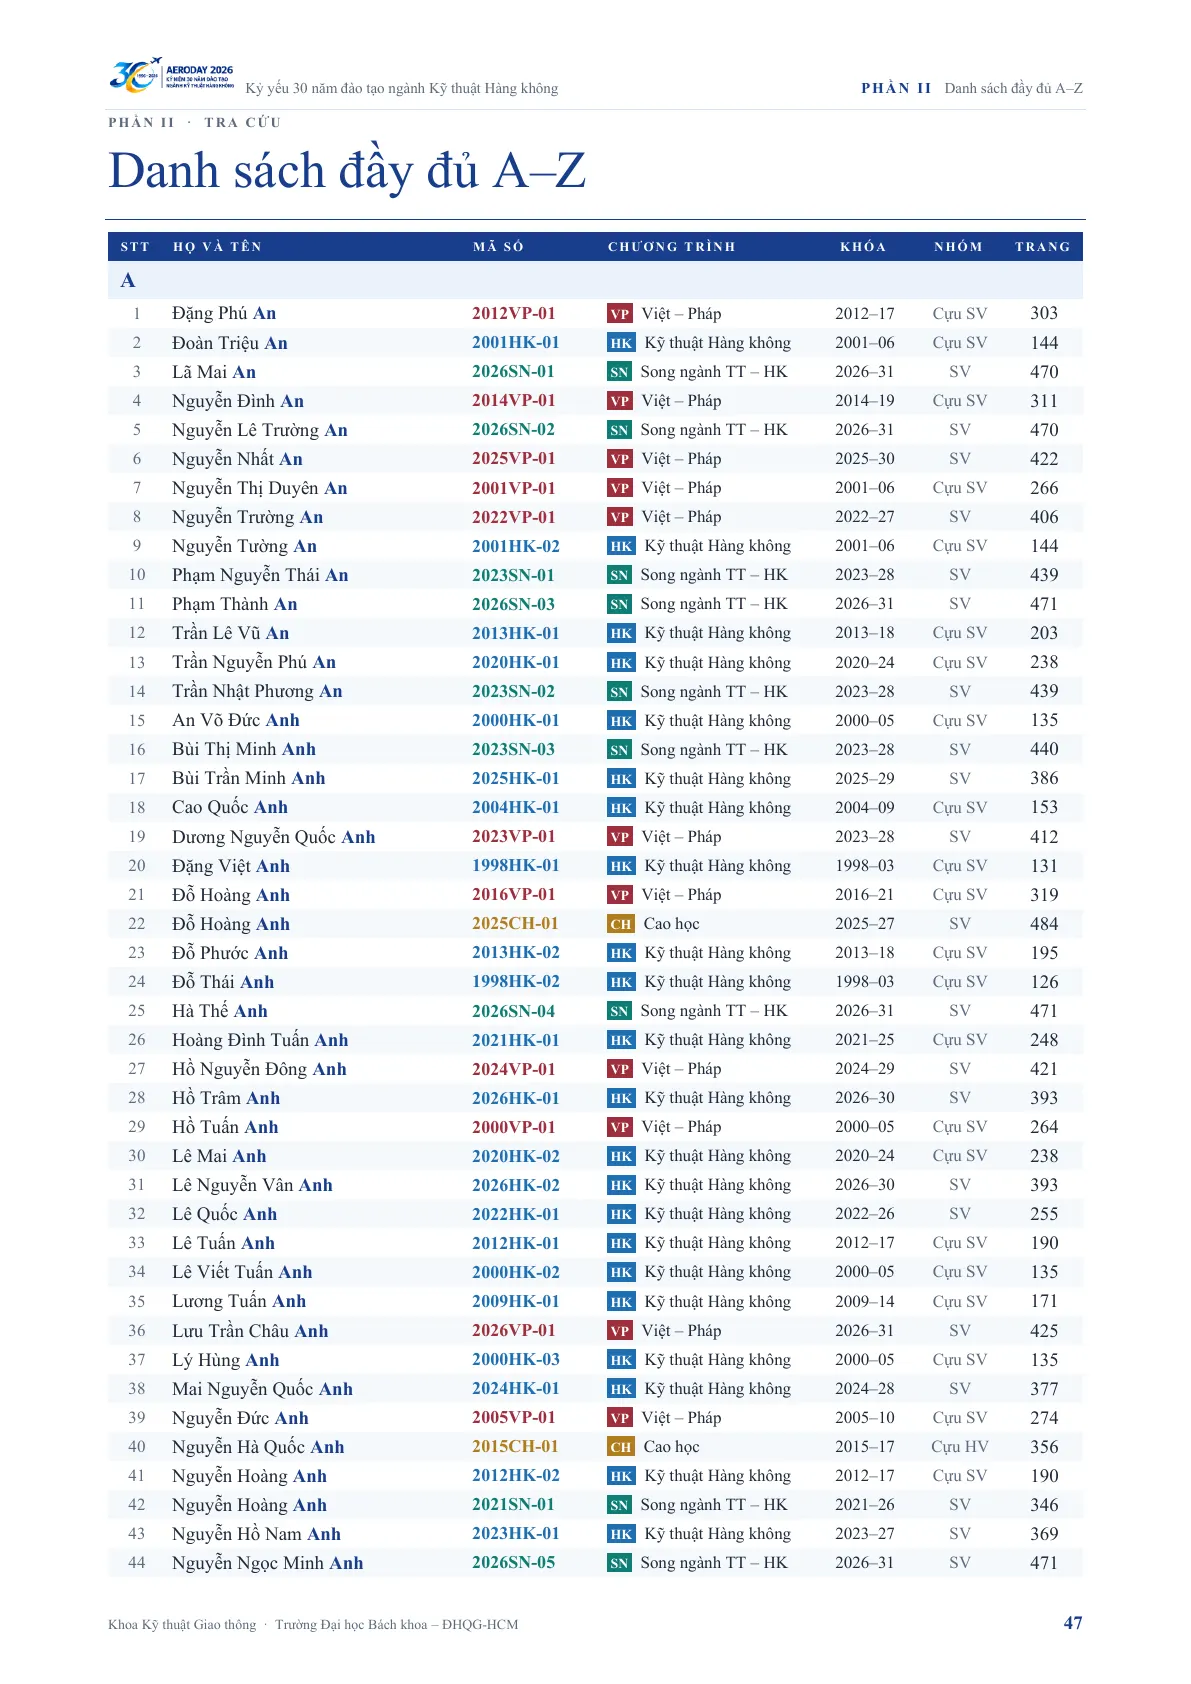 30 AERODAY 2026
1996 - 2026 KỶ NIỆM 30 NĂM ĐÀO TẠO
NGÀNH KỸ THUẬT HÀNG KHÔNG
Kỷ yếu 30 năm đào tạo ngành Kỹ thuật Hàng không PHẦN II Danh sách đầy đủ A–Z
PHẦN II · TRA CỨU
Danh sách đầy đủ A–Z
STT HỌ VÀ TÊN MÃ SỐ CHƯƠNG TRÌNH KHÓA NHÓM TRANG
A
1 Đặng Phú An 2012VP-01 VP Việt – Pháp 2012–17 Cựu SV 303
2 Đoàn Triệu An 2001HK-01 HK Kỹ thuật Hàng không 2001–06 Cựu SV 144
3 Lã Mai An 2026SN-01 SN Song ngành TT – HK 2026–31 SV 470
4 Nguyễn Đình An 2014VP-01 VP Việt – Pháp 2014–19 Cựu SV 311
5 Nguyễn Lê Trường An 2026SN-02 SN Song ngành TT – HK 2026–31 SV 470
6 Nguyễn Nhất An 2025VP-01 VP Việt – Pháp 2025–30 SV 422
7 Nguyễn Thị Duyên An 2001VP-01 VP Việt – Pháp 2001–06 Cựu SV 266
8 Nguyễn Trường An 2022VP-01 VP Việt – Pháp 2022–27 SV 406
9 Nguyễn Tường An 2001HK-02 HK Kỹ thuật Hàng không 2001–06 Cựu SV 144
10 Phạm Nguyễn Thái An 2023SN-01 SN Song ngành TT – HK 2023–28 SV 439
11 Phạm Thành An 2026SN-03 SN Song ngành TT – HK 2026–31 SV 471
12 Trần Lê Vũ An 2013HK-01 HK Kỹ thuật Hàng không 2013–18 Cựu SV 203
13 Trần Nguyễn Phú An 2020HK-01 HK Kỹ thuật Hàng không 2020–24 Cựu SV 238
14 Trần Nhật Phương An 2023SN-02 SN Song ngành TT – HK 2023–28 SV 439
15 An Võ Đức Anh 2000HK-01 HK Kỹ thuật Hàng không 2000–05 Cựu SV 135
16 Bùi Thị Minh Anh 2023SN-03 SN Song ngành TT – HK 2023–28 SV 440
17 Bùi Trần Minh Anh 2025HK-01 HK Kỹ thuật Hàng không 2025–29 SV 386
18 Cao Quốc Anh 2004HK-01 HK Kỹ thuật Hàng không 2004–09 Cựu SV 153
19 Dương Nguyễn Quốc Anh 2023VP-01 VP Việt – Pháp 2023–28 SV 412
20 Đặng Việt Anh 1998HK-01 HK Kỹ thuật Hàng không 1998–03 Cựu SV 131
21 Đỗ Hoàng Anh 2016VP-01 VP Việt – Pháp 2016–21 Cựu SV 319
22 Đỗ Hoàng Anh 2025CH-01 CH Cao học 2025–27 SV 484
23 Đỗ Phước Anh 2013HK-02 HK Kỹ thuật Hàng không 2013–18 Cựu SV 195
24 Đỗ Thái Anh 1998HK-02 HK Kỹ thuật Hàng không 1998–03 Cựu SV 126
25 Hà Thế Anh 2026SN-04 SN Song ngành TT – HK 2026–31 SV 471
26 Hoàng Đình Tuấn Anh 2021HK-01 HK Kỹ thuật Hàng không 2021–25 Cựu SV 248
27 Hồ Nguyễn Đông Anh 2024VP-01 VP Việt – Pháp 2024–29 SV 421
28 Hồ Trâm Anh 2026HK-01 HK Kỹ thuật Hàng không 2026–30 SV 393
29 Hồ Tuấn Anh 2000VP-01 VP Việt – Pháp 2000–05 Cựu SV 264
30 Lê Mai Anh 2020HK-02 HK Kỹ thuật Hàng không 2020–24 Cựu SV 238
31 Lê Nguyễn Vân Anh 2026HK-02 HK Kỹ thuật Hàng không 2026–30 SV 393
32 Lê Quốc Anh 2022HK-01 HK Kỹ thuật Hàng không 2022–26 SV 255
33 Lê Tuấn Anh 2012HK-01 HK Kỹ thuật Hàng không 2012–17 Cựu SV 190
34 Lê Viết Tuấn Anh 2000HK-02 HK Kỹ thuật Hàng không 2000–05 Cựu SV 135
35 Lương Tuấn Anh 2009HK-01 HK Kỹ thuật Hàng không 2009–14 Cựu SV 171
36 Lưu Trần Châu Anh 2026VP-01 VP Việt – Pháp 2026–31 SV 425
37 Lý Hùng Anh 2000HK-03 HK Kỹ thuật Hàng không 2000–05 Cựu SV 135
38 Mai Nguyễn Quốc Anh 2024HK-01 HK Kỹ thuật Hàng không 2024–28 SV 377
39 Nguyễn Đức Anh 2005VP-01 VP Việt – Pháp 2005–10 Cựu SV 274
40 Nguyễn Hà Quốc Anh 2015CH-01 CH Cao học 2015–17 Cựu HV 356
41 Nguyễn Hoàng Anh 2012HK-02 HK Kỹ thuật Hàng không 2012–17 Cựu SV 190
42 Nguyễn Hoàng Anh 2021SN-01 SN Song ngành TT – HK 2021–26 SV 346
43 Nguyễn Hồ Nam Anh 2023HK-01 HK Kỹ thuật Hàng không 2023–27 SV 369
44 Nguyễn Ngọc Minh Anh 2026SN-05 SN Song ngành TT – HK 2026–31 SV 471
Khoa Kỹ thuật Giao thông · Trường Đại học Bách khoa – ĐHQG-HCM 47